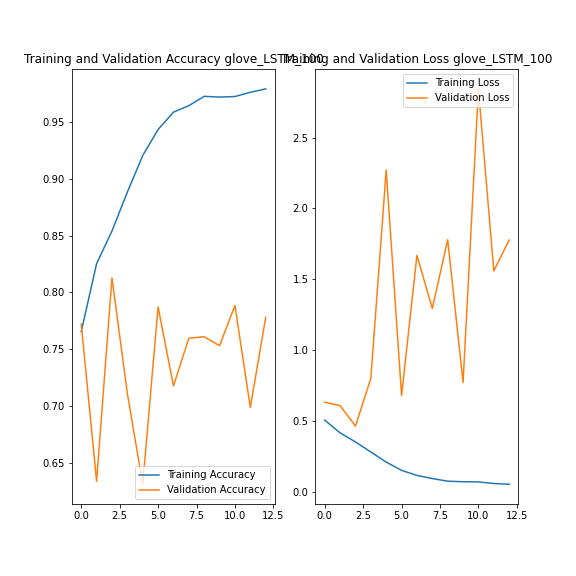 Training and Validation Accuracy glove_LSTM_100
Training and Validation Loss glove_LSTM_100
0.95
0.90
0.85
0.80
0.75
0.70
0.65
Training Accuracy
Validation Accuracy
0.0 2.5 5.0 7.5 10.0 12.5
Training Loss
Validation Loss
2.5
2.0
1.5
1.0
0.5
0.0
0.0 2.5 5.0 7.5 10.0 12.5